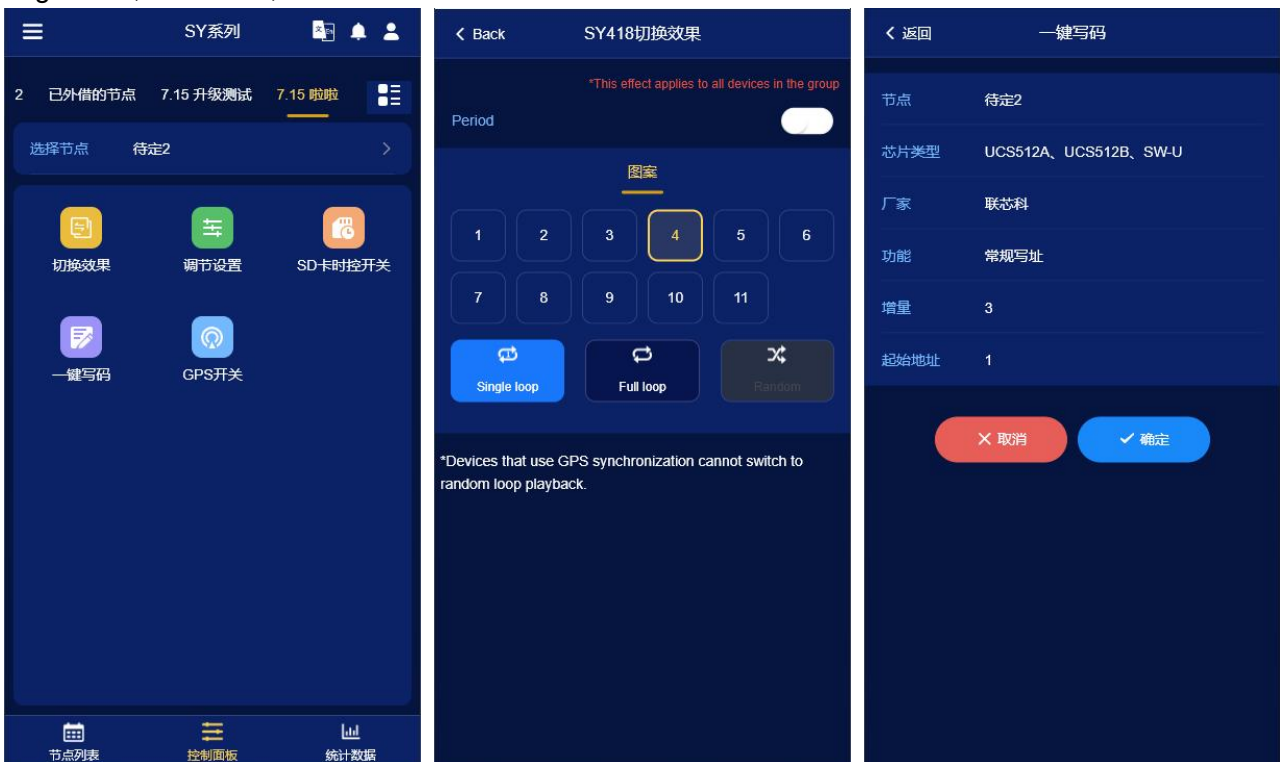 SY系列
2 已外借的节点 7.15 升级测试 7.15 啦啦
选择节点 待定2
切换效果 调节设置 SD卡时控开关
一键写码 GPS开关
节点列表 控制面板 统计数据
Back SY418切换效果
*This effect applies to all devices in the group
Period
图案
1 2 3 4 5 6
7 8 9 10 11
Single loop Full loop Random
*Devices that use GPS synchronization cannot switch to
random loop playback.
返回 一键写码
节点 待定2
芯片类型 UCS512A、UCS512B、SW-U
厂家 联芯科
功能 常规写址
增量 3
起始地址 1
取消 确定